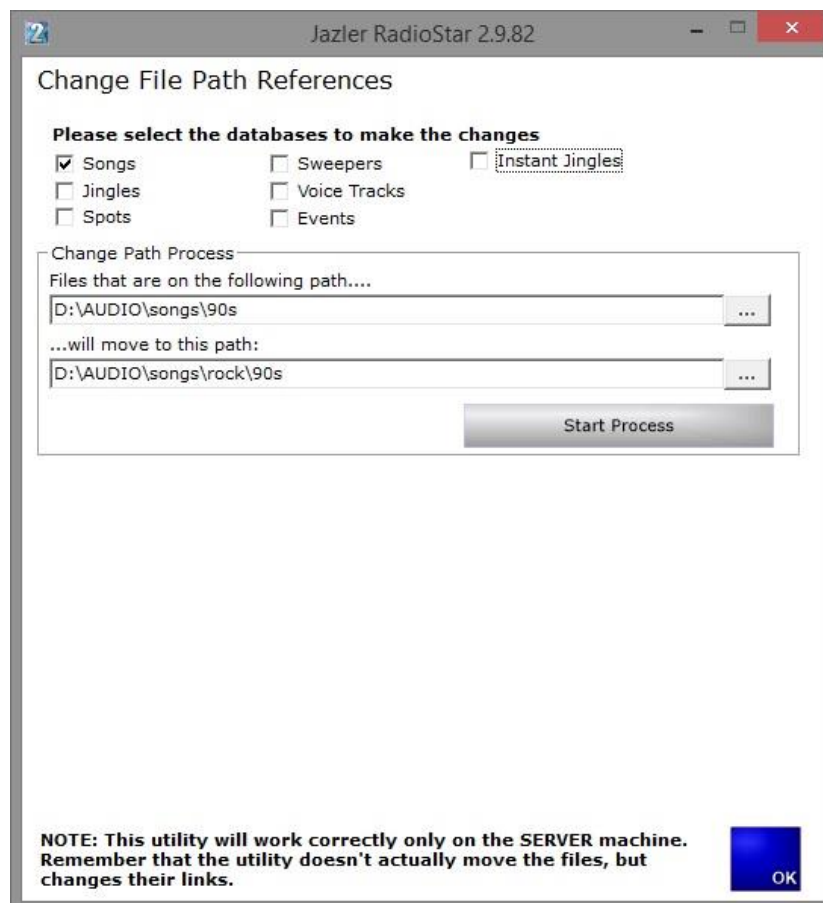 2
Jazler RadioStar 2.9.82
Change File Path References
Please select the databases to make the changes
Songs
Sweepers
Instant Jingles
Jingles
Voice Tracks
Spots
Events
Change Path Process
Files that are on the following path....
D:\AUDIO\songs\90s
...
...will move to this path:
D:\AUDIO\songs\rock\90s
...
Start Process
NOTE: This utility will work correctly only on the SERVER machine.
Remember that the utility doesn't actually move the files, but
changes their links.
OK